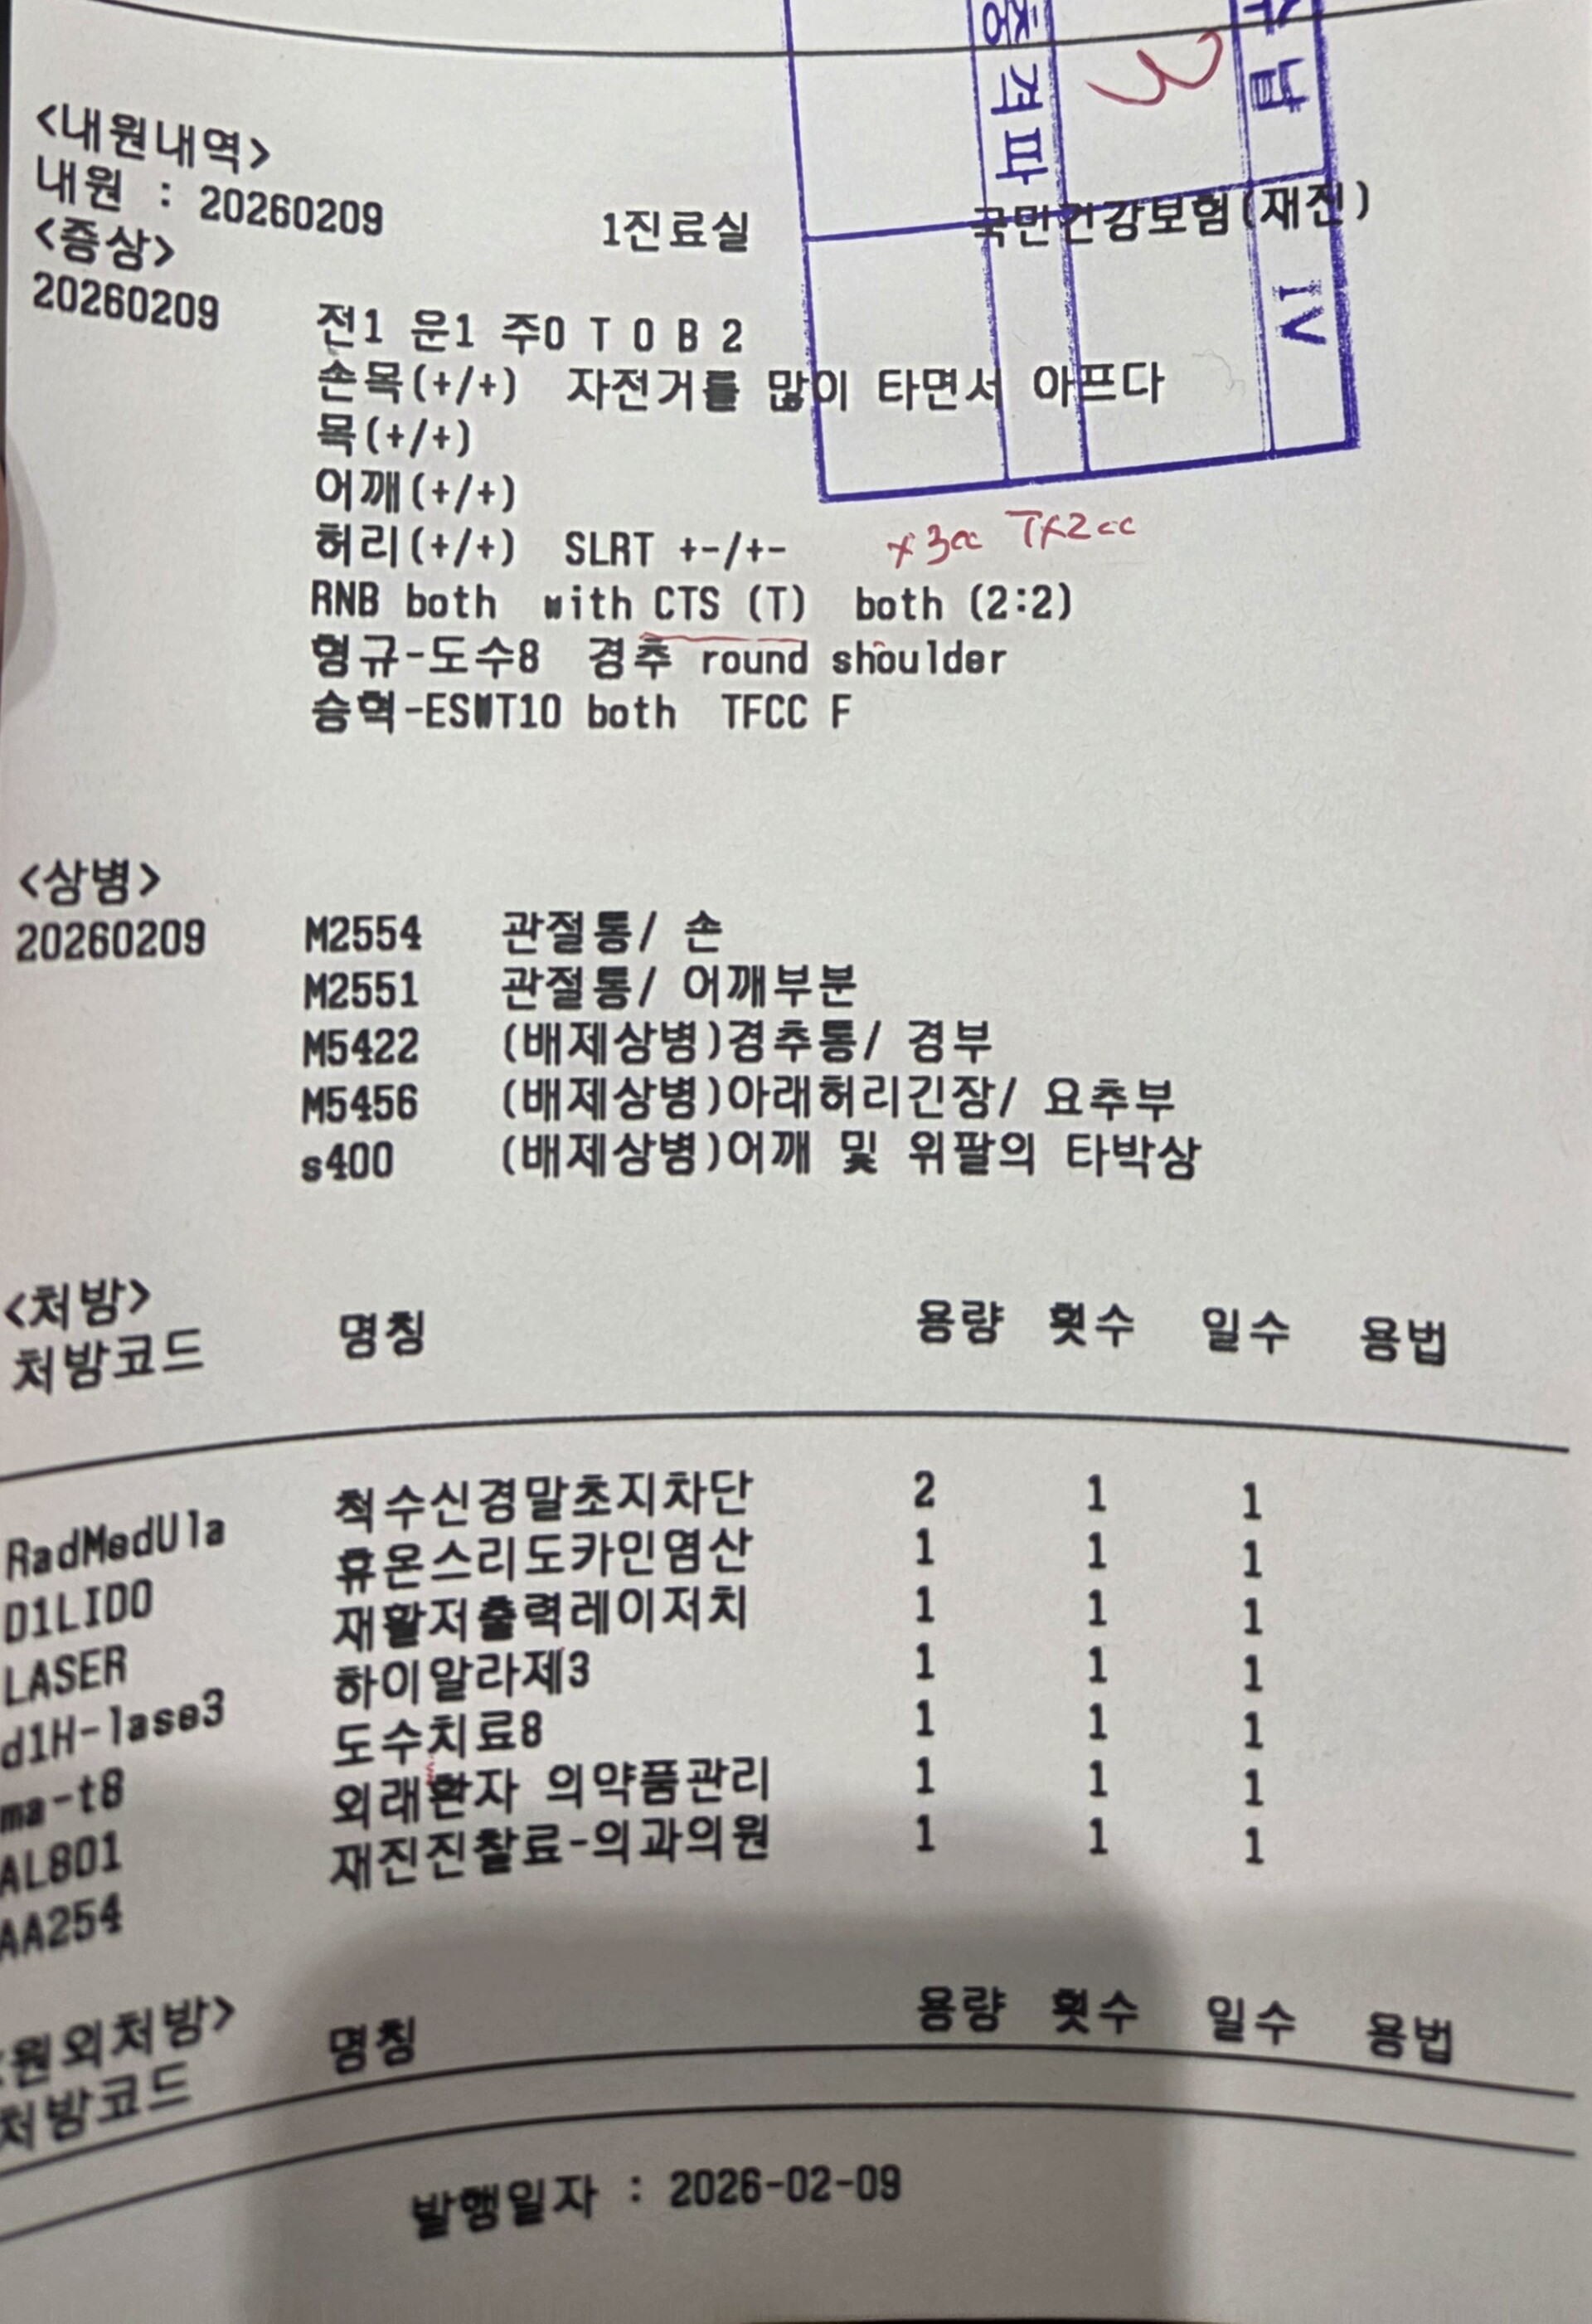 <내원내역>
내원 : 20260209 1진료실 국민건강보험(재진)
<증상>
20260209
전1 운1 주0 T 0 B 2
손목(+/+) 자전거를 많이 타면서 아프다
목(+/+)
어깨(+/+)
허리(+/+) SLRT +-/+-
RNB both with CTS (T) both (2:2)
형규-도수8 경추 round shoulder
승혁-ESWT10 both TFCC F
수납 IV
충격파
3
+3cc T+2cc
<상병>
20260209 M2554 관절통/ 손
M2551 관절통/ 어깨부분
M5422 (배제상병)경추통/ 경부
M5456 (배제상병)아래허리긴장/ 요추부
s400 (배제상병)어깨 및 위팔의 타박상
<처방>
처방코드 명칭 용량 횟수 일수 용법
RadMedUla 척수신경말초지차단 2 1 1
D1LIDO 휴온스리도카인염산 1 1 1
LASER 재활저출력레이저치 1 1 1
d1H-lase3 하이알라제3 1 1 1
ma-t8 도수치료8 1 1 1
AL801 외래환자 의약품관리 1 1 1
AA254 재진진찰료-의과의원 1 1 1
<원외처방>
처방코드 명칭 용량 횟수 일수 용법
발행일자 : 2026-02-09